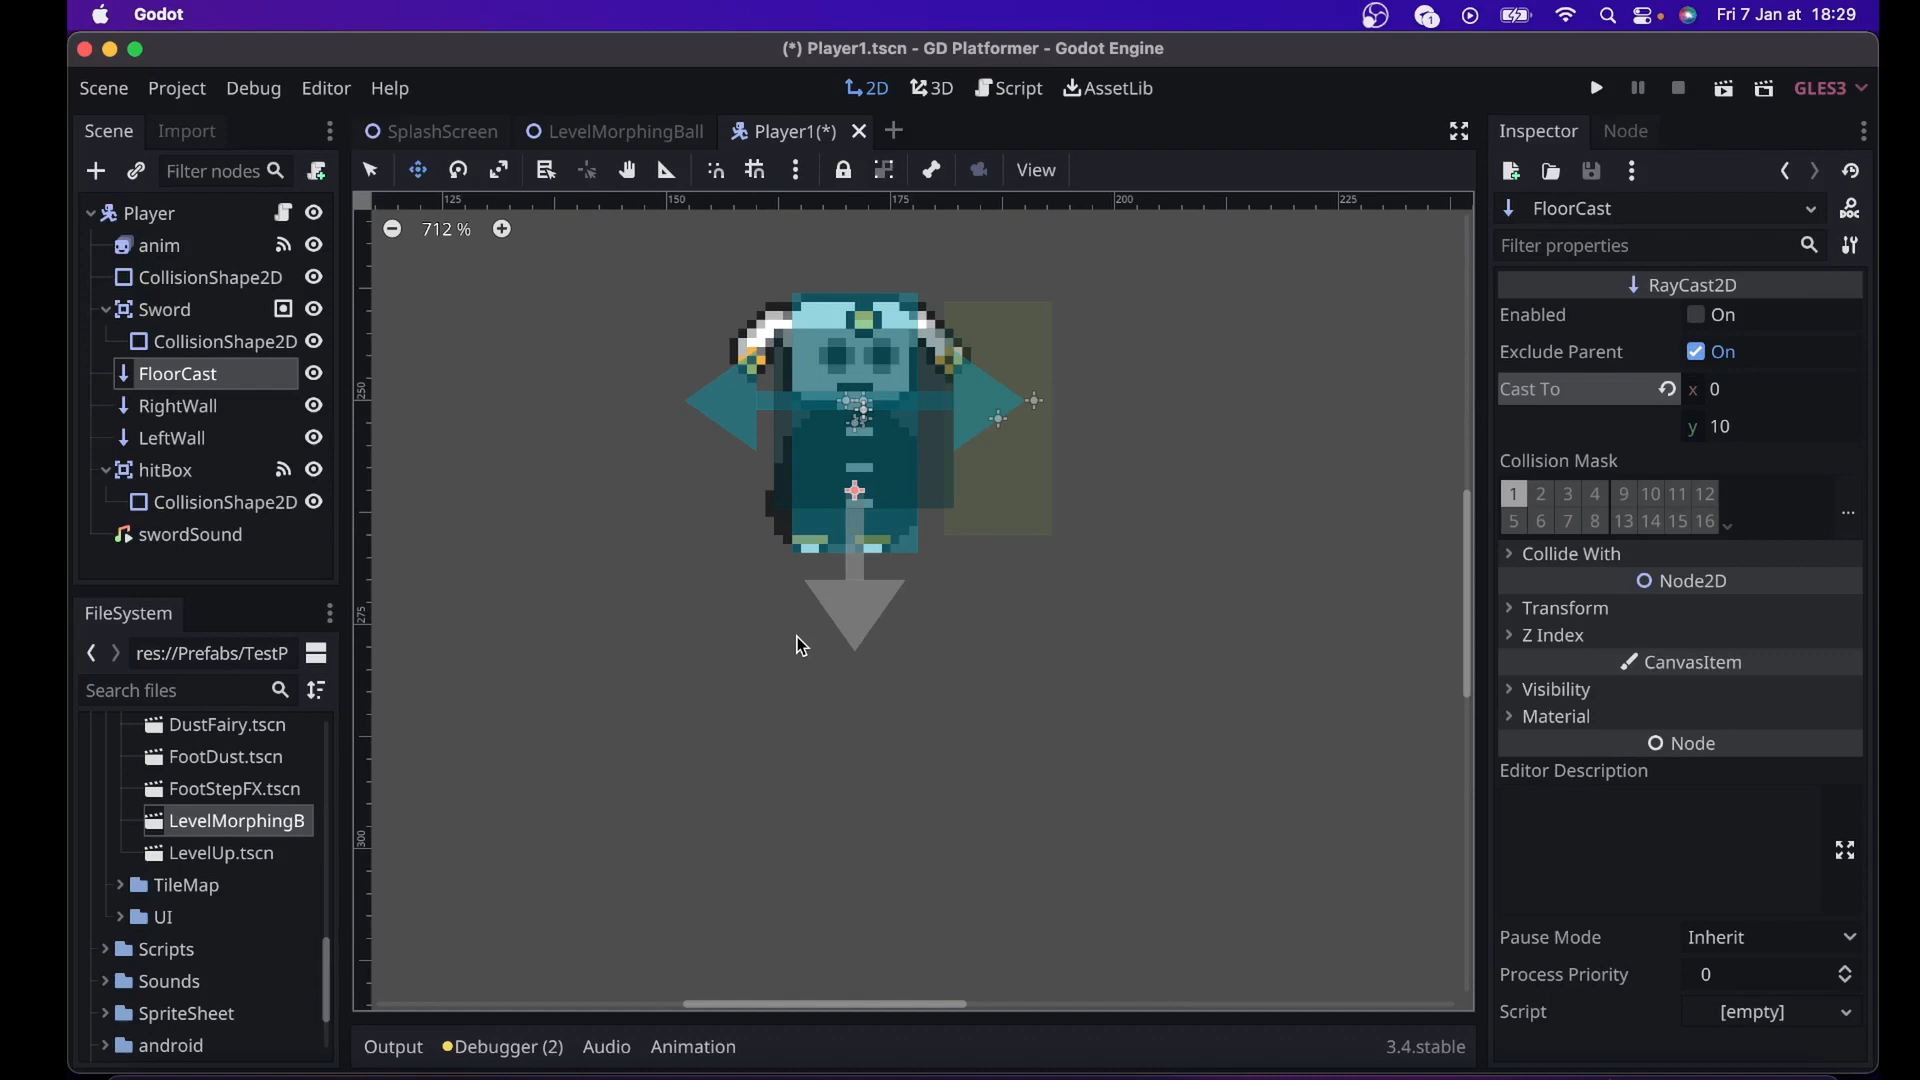 Godot
1
Fri 7 Jan at 18:29
(*) Player1.tscn - GD Platformer - Godot Engine
Scene Project Debug Editor Help
2D 3D Script AssetLib
GLES3
Scene Import
SplashScreen LevelMorphingBall Player1(*)
Inspector Node
Filter nodes
View
Player
anim
CollisionShape2D
Sword
CollisionShape2D
FloorCast
RightWall
LeftWall
hitBox
CollisionShape2D
swordSound
FileSystem
res://Prefabs/TestP
Search files
DustFairy.tscn
FootDust.tscn
FootStepFX.tscn
LevelMorphingB
LevelUp.tscn
TileMap
UI
Scripts
Sounds
SpriteSheet
android
125 150 175 200 225
712 %
250
275
300
Output Debugger (2) Audio Animation 3.4.stable
FloorCast
DOC
Filter properties
RayCast2D
Enabled On
Exclude Parent On
Cast To x 0
y 10
Collision Mask
1 2 3 4 9 10 11 12
5 6 7 8 13 14 15 16
...
Collide With
Node2D
Transform
Z Index
CanvasItem
Visibility
Material
Node
Editor Description
Pause Mode Inherit
Process Priority 0
Script [empty]